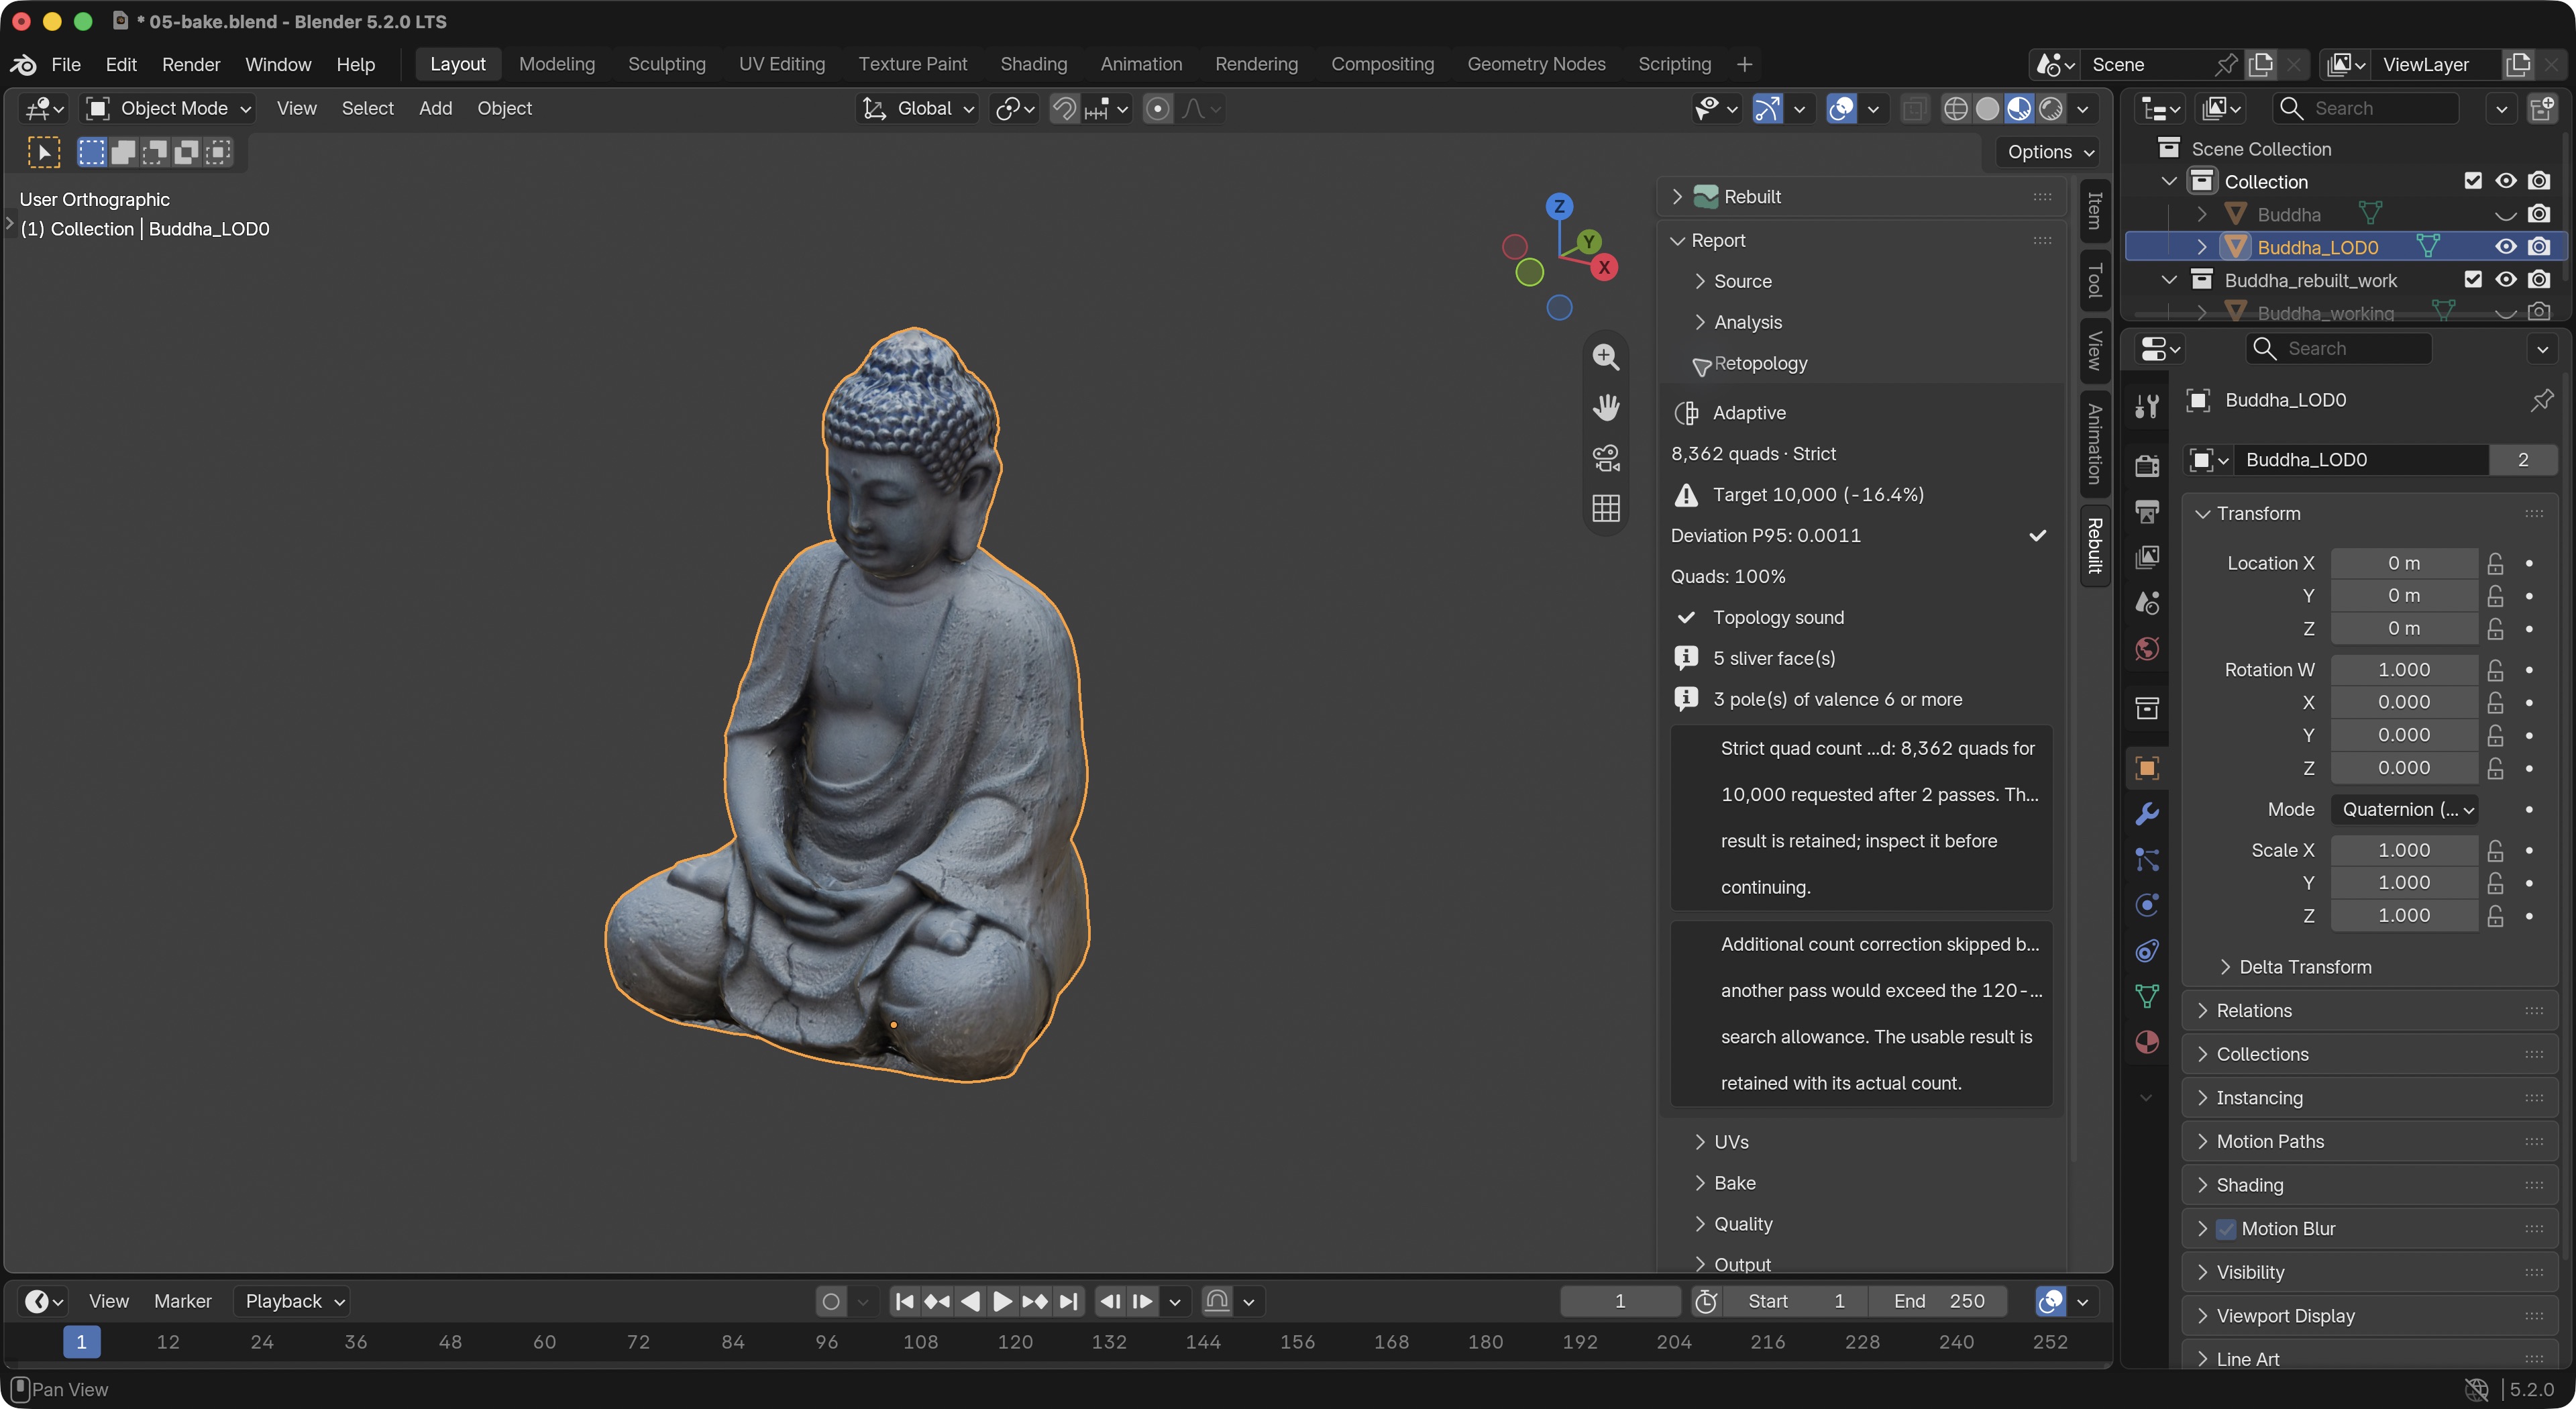 * 05-bake.blend - Blender 5.2.0 LTS
File Edit Render Window Help Layout Modeling Sculpting UV Editing Texture Paint Shading Animation Rendering Compositing Geometry Nodes Scripting + Scene ViewLayer
Object Mode View Select Add Object Global Search
Options
User Orthographic
(1) Collection | Buddha_LOD0
Z
Y
X
Rebuilt
Report
Source
Analysis
Retopology
Adaptive
8,362 quads · Strict
Target 10,000 (-16.4%)
Deviation P95: 0.0011
Quads: 100%
Topology sound
5 sliver face(s)
3 pole(s) of valence 6 or more
Strict quad count ...d: 8,362 quads for
10,000 requested after 2 passes. Th...
result is retained; inspect it before
continuing.
Additional count correction skipped b...
another pass would exceed the 120-...
search allowance. The usable result is
retained with its actual count.
UVs
Bake
Quality
Output
Item
Tool
View
Animation
Rebuilt
Scene Collection
Collection
Buddha
Buddha_LOD0
Buddha_rebuilt_work
Buddha_working
Search
Buddha_LOD0
Buddha_LOD0 2
Transform
Location X 0 m
Y 0 m
Z 0 m
Rotation W 1.000
X 0.000
Y 0.000
Z 0.000
Mode Quaternion (...
Scale X 1.000
Y 1.000
Z 1.000
Delta Transform
Relations
Collections
Instancing
Motion Paths
Shading
Motion Blur
Visibility
Viewport Display
Line Art
View Marker Playback 1 Start 1 End 250
1 12 24 36 48 60 72 84 96 108 120 132 144 156 168 180 192 204 216 228 240 252
Pan View 5.2.0